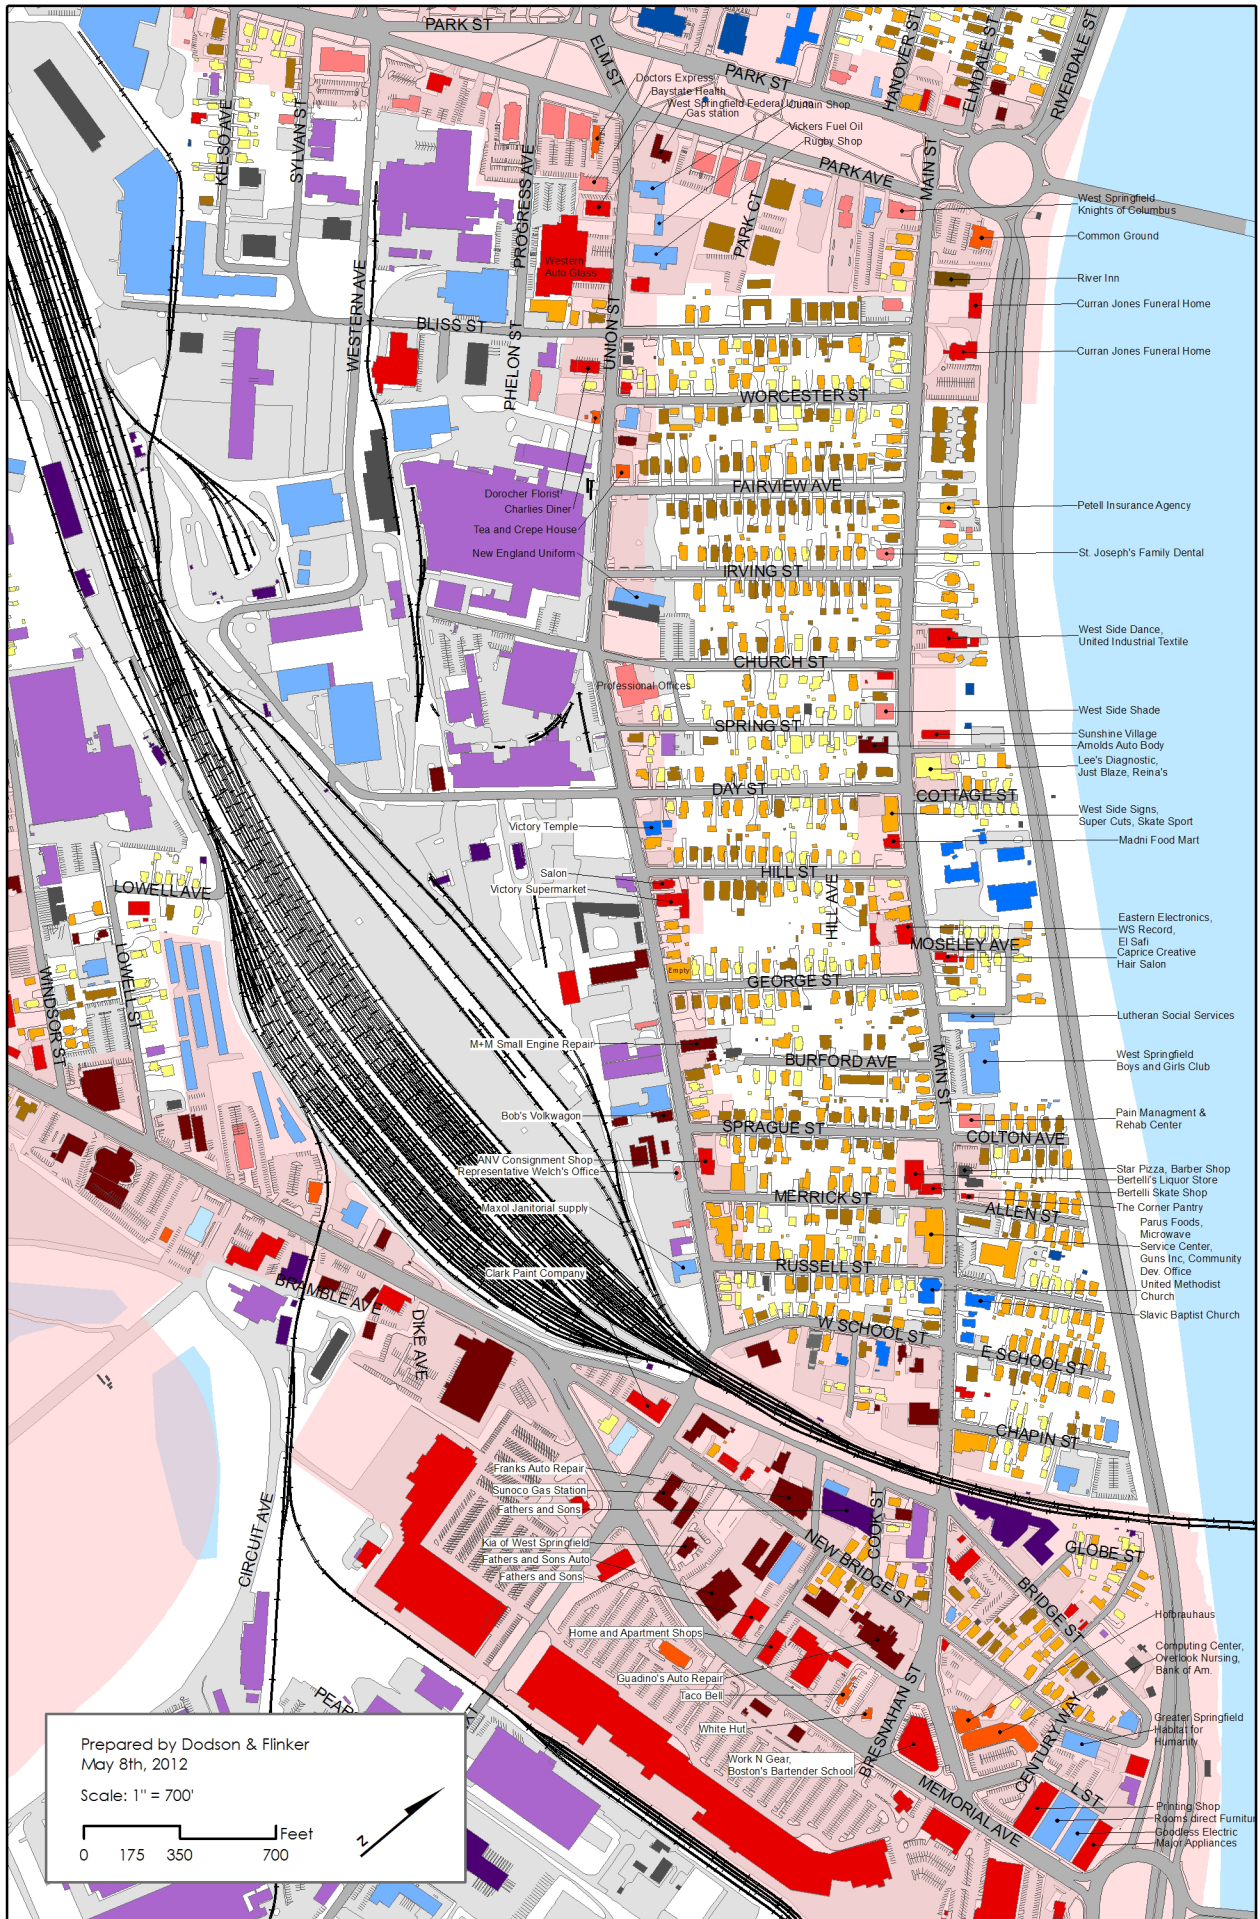 PARK ST
ELM ST
PARK ST
HANOVER ST
ELMDALE ST
RIVERDALE ST
Doctors Express
Baystate Health
West Springfield Federal Union
Gas station
Vickers Fuel Oil
Rugby Shop
KELSO AVE
SYLVAN ST
PROGRESS AVE
PARK AVE
MAIN ST
PARK CT
West Springfield
Knights of Columbus
Common Ground
River Inn
Curran Jones Funeral Home
Curran Jones Funeral Home
Western
Auto Glass
WESTERN AVE
BLISS ST
PHELON ST
UNION ST
WORCESTER ST
FAIRVIEW AVE
Dorocher Florist
Charlies Diner
Tea and Crepe House
New England Uniform
Petell Insurance Agency
St. Joseph's Family Dental
IRVING ST
West Side Dance,
United Industrial Textile
CHURCH ST
Professional Offices
West Side Shade
SPRING ST
Sunshine Village
Arnolds Auto Body
Lee's Diagnostic,
Just Blaze, Reina's
DAY ST
COTTAGE ST
West Side Signs,
Super Cuts, Skate Sport
Victory Temple
Madni Food Mart
HILL ST
Salon
Victory Supermarket
HILL AVE
LOWELL AVE
LOWELL ST
WINDSOR ST
Eastern Electronics,
WS Record,
El Safi
MOSELEY AVE
Caprice Creative
Hair Salon
Empty
GEORGE ST
Lutheran Social Services
M+M Small Engine Repair
BURFORD AVE
MAIN ST
West Springfield
Boys and Girls Club
Bob's Volkwagon
SPRAGUE ST
Pain Managment &
Rehab Center
COLTON AVE
ANV Consignment Shop
Representative Welch's Office
Star Pizza, Barber Shop
Bertelli's Liquor Store
Bertelli Skate Shop
MERRICK ST
The Corner Pantry
ALLEN ST
Maxol Janitorial supply
Parus Foods,
Microwave
Service Center,
Guns Inc, Community
Dev. Office
RUSSELL ST
Clark Paint Company
United Methodist
Church
BRAMBLE AVE
DIKE AVE
Slavic Baptist Church
W SCHOOL ST
E SCHOOL ST
CHAPIN ST
Franks Auto Repair
Sunoco Gas Station
Fathers and Sons
CIRCUIT AVE
Kia of West Springfield
Fathers and Sons Auto
Fathers and Sons
NEW BRIDGE ST
COOK ST
GLOBE ST
BRIDGE ST
Home and Apartment Shops
Hofbrauhaus
Computing Center,
Overlook Nursing,
Bank of Am.
Guadino's Auto Repair
Taco Bell
White Hut
BRESNAHAN ST
CENTURY WAY
Greater Springfield
Habitat for
Humanity
Work N Gear,
Boston's Bartender School
MEMORIAL AVE
L ST
Printing Shop
Rooms direct Furnitur
Goodless Electric
Major Appliances
Prepared by Dodson & Flinker
May 8th, 2012
Scale: 1" = 700'
Feet
0 175 350 700
N